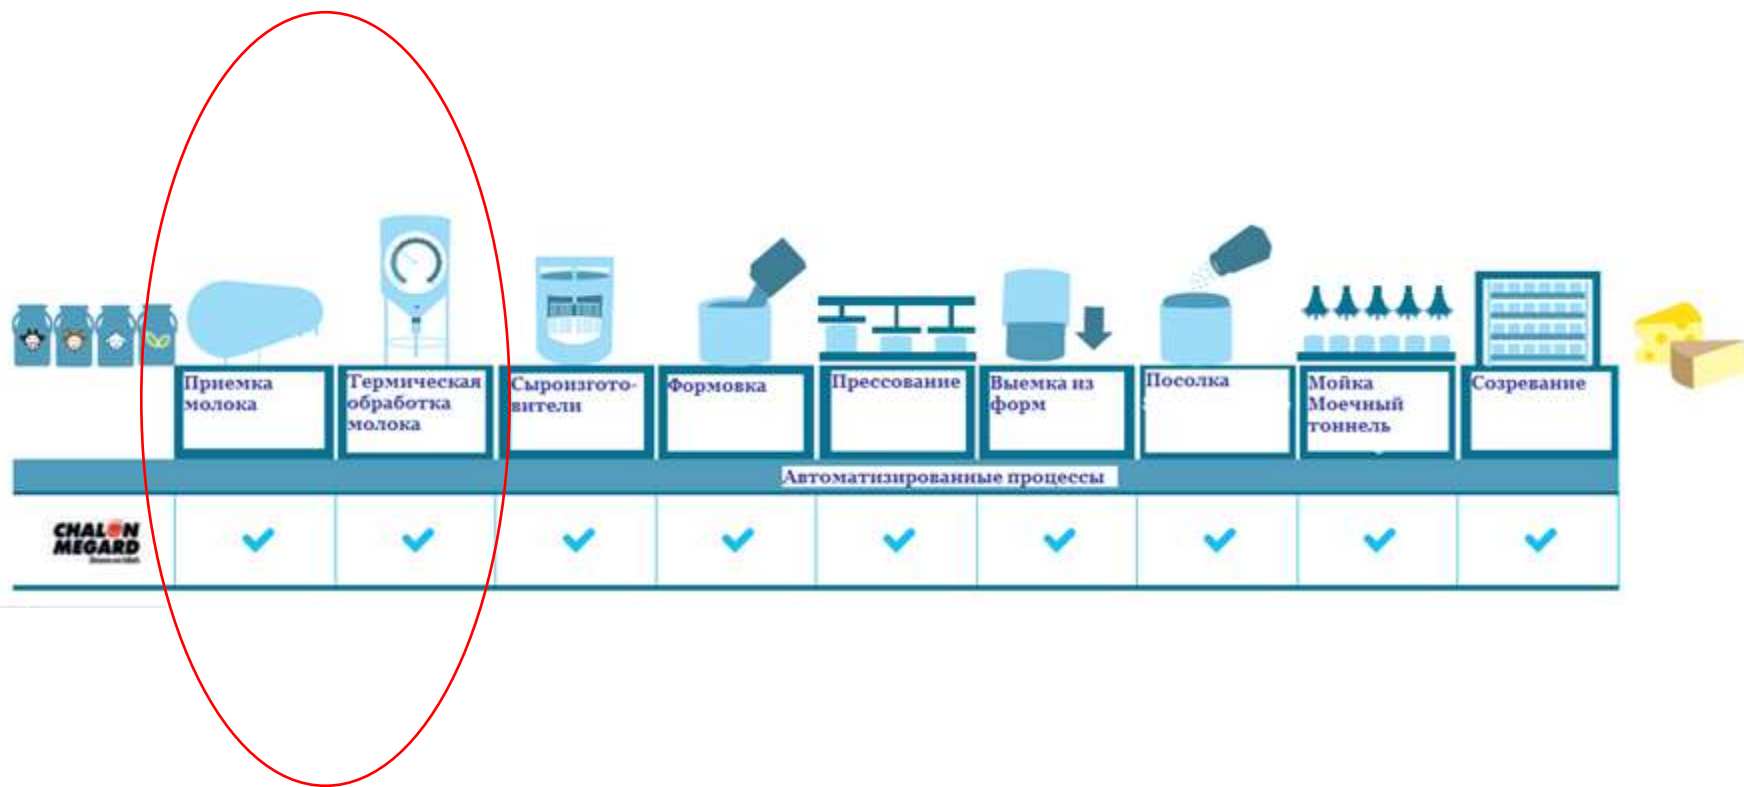 Приемка
молока
Термическая
обработка
молока
Сыроизгото-
вители
Формовка
Прессование
Выемка из
форм
Посолка
Мойка
Моечный
тоннель
Созревание
Автоматизированные процессы
CHALON
MEGARD